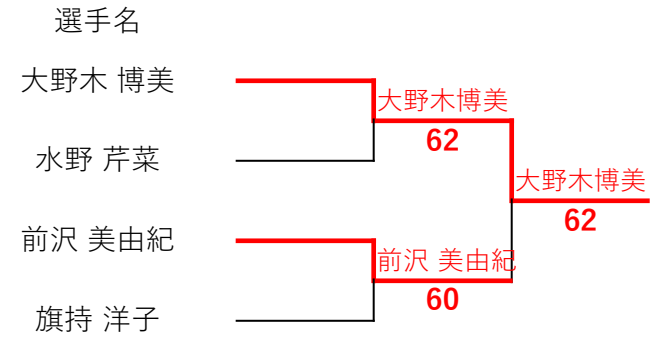 選手名
大野木 博美
大野木博美
62
水野 芹菜
大野木博美
62
前沢 美由紀
前沢 美由紀
60
旗持 洋子